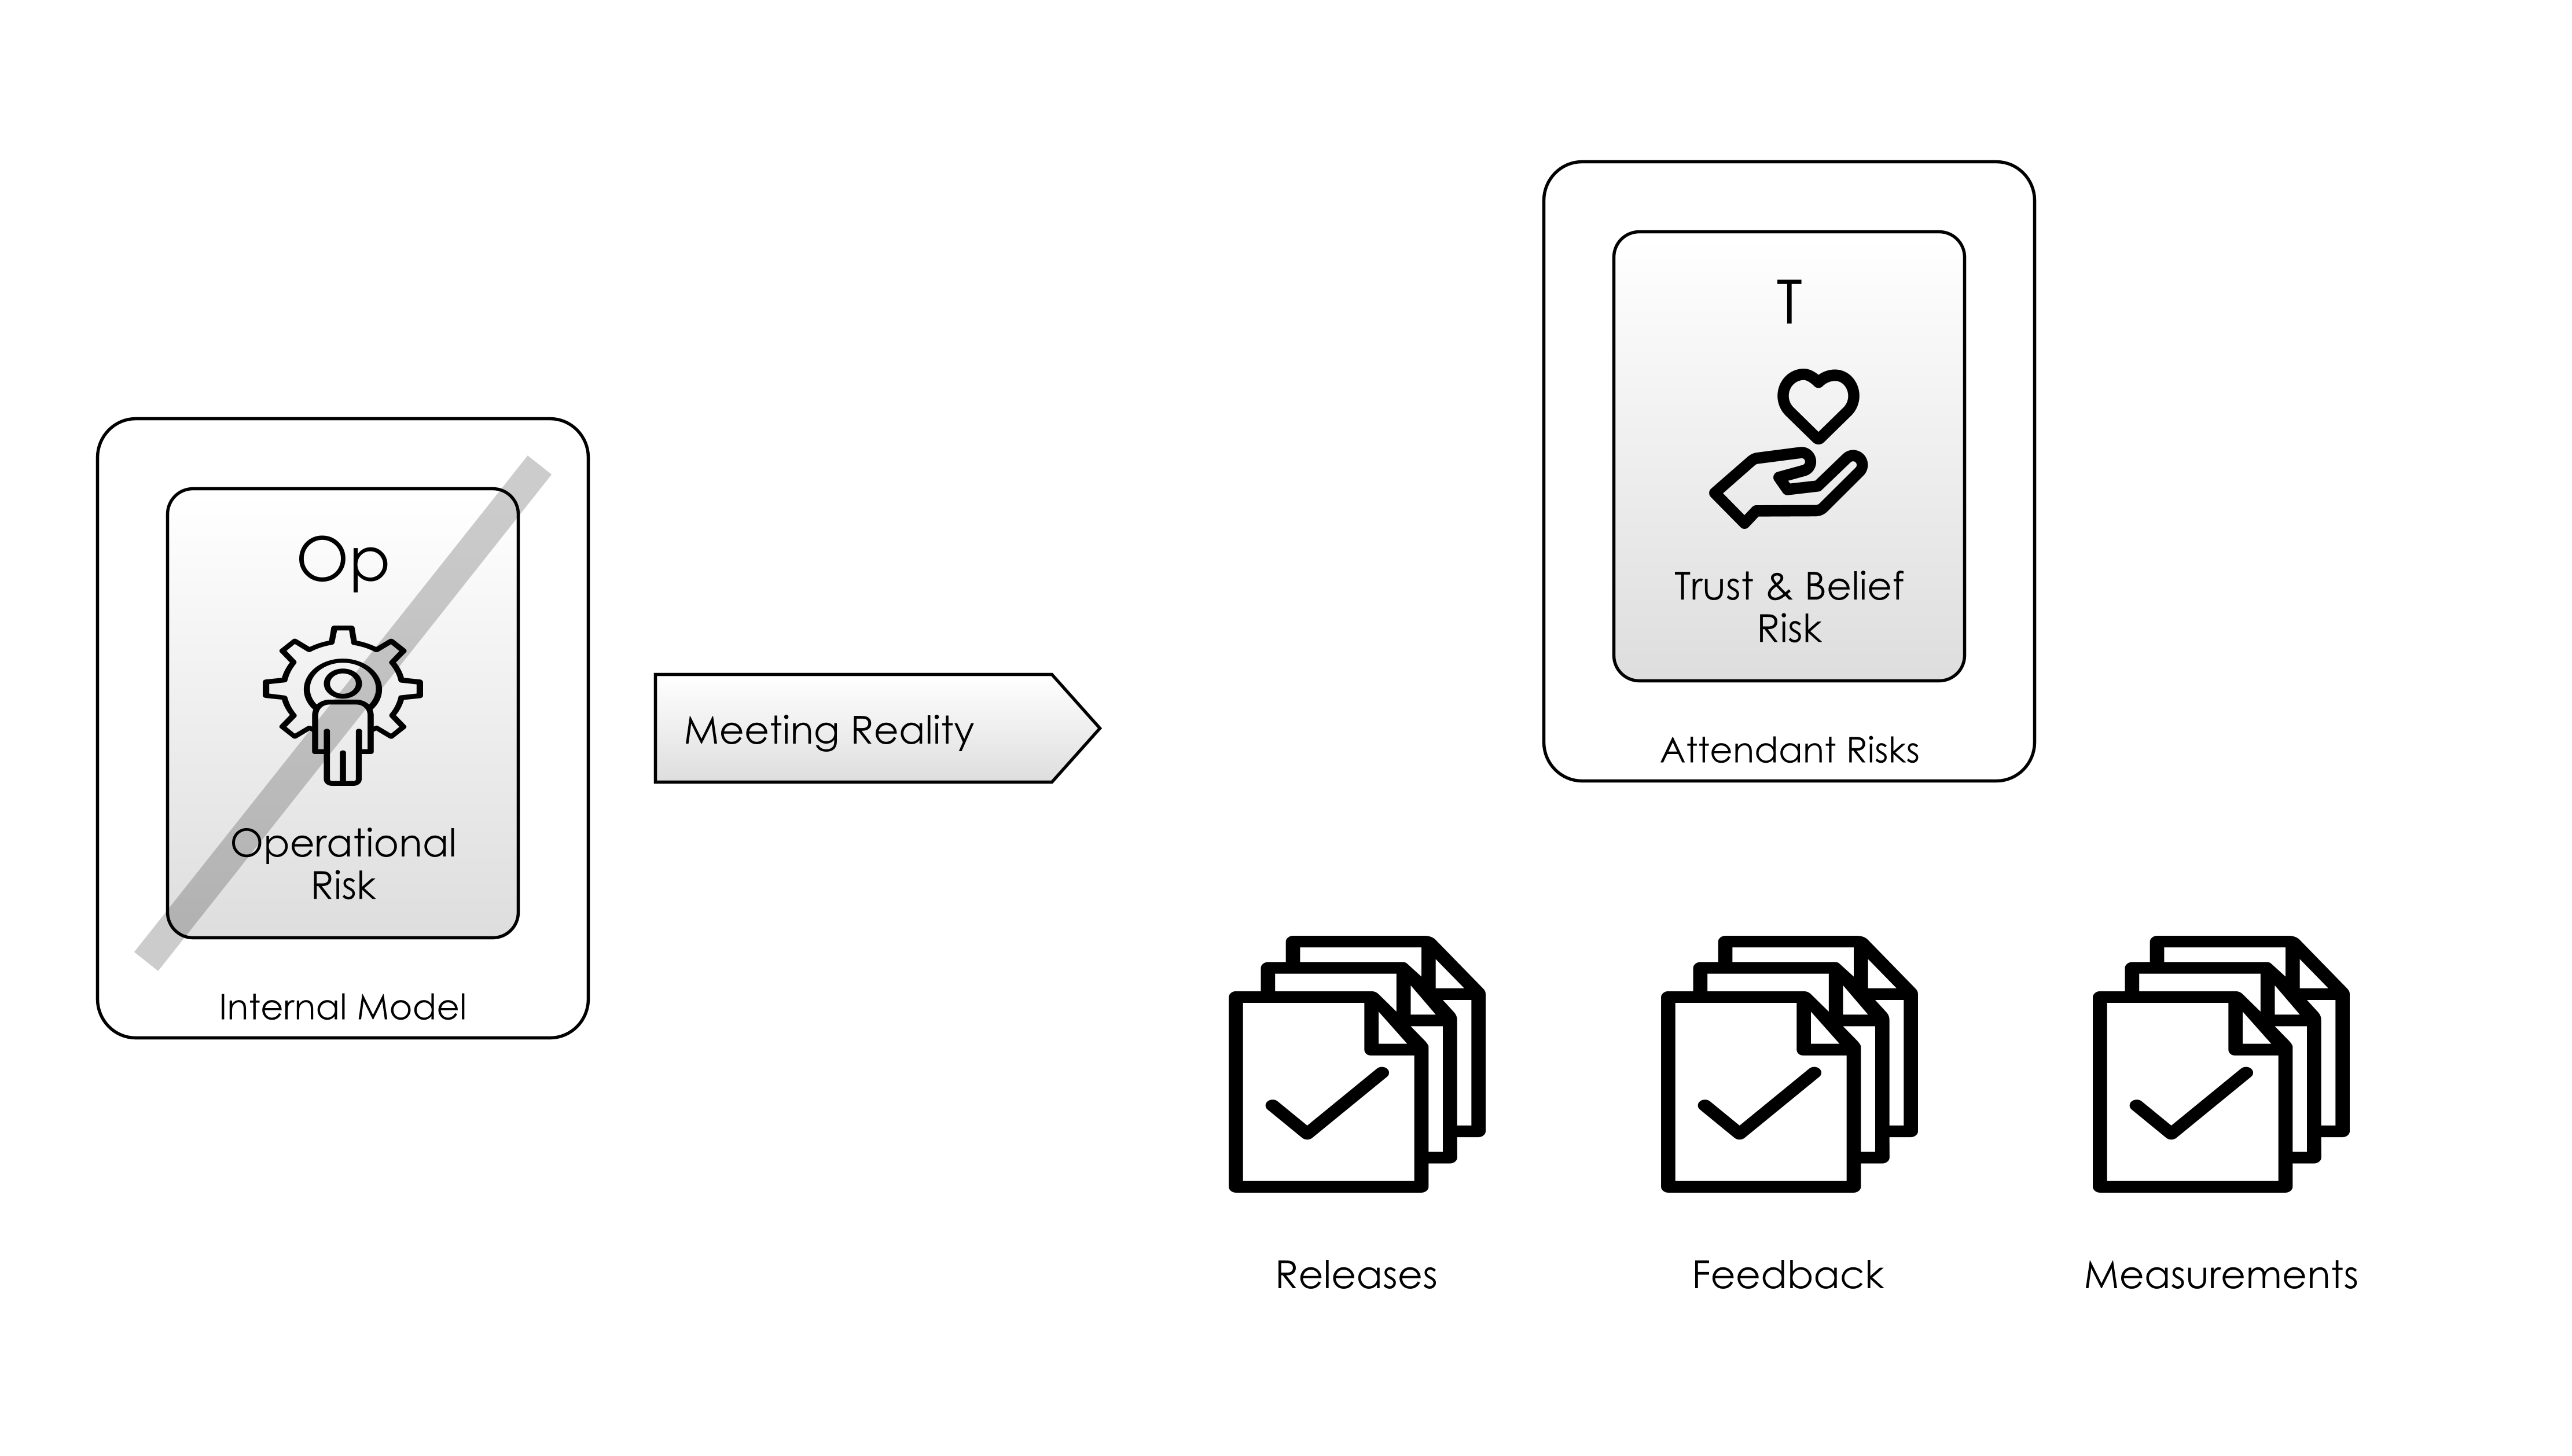 Op
Operational
Risk
Internal Model
Meeting Reality
T
Trust & Belief
Risk
Attendant Risks
Releases
Feedback
Measurements